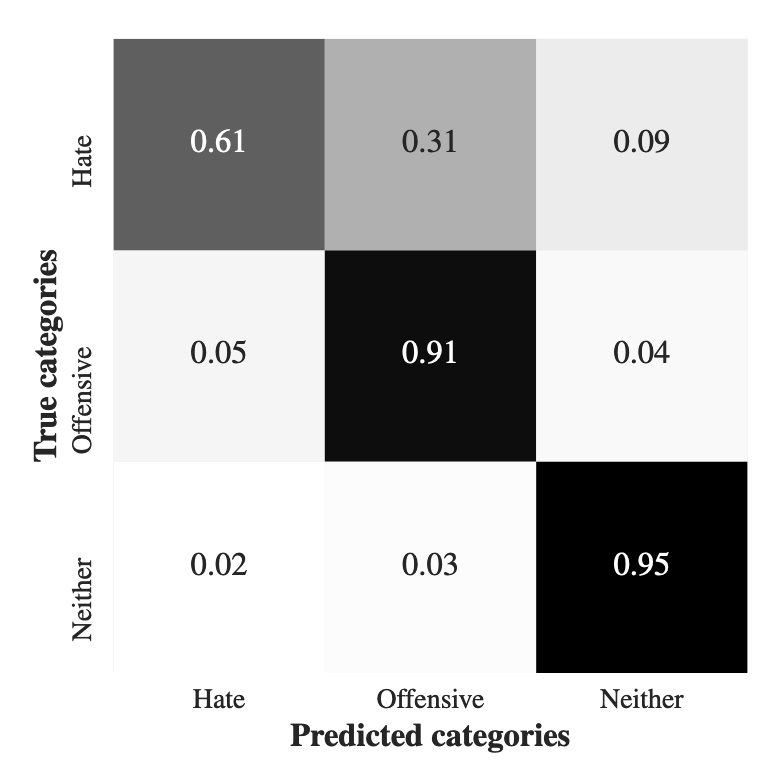 Hate
0.61 0.31 0.09
True categories
Offensive
0.05 0.91 0.04
Neither
0.02 0.03 0.95
Hate Offensive Neither
Predicted categories